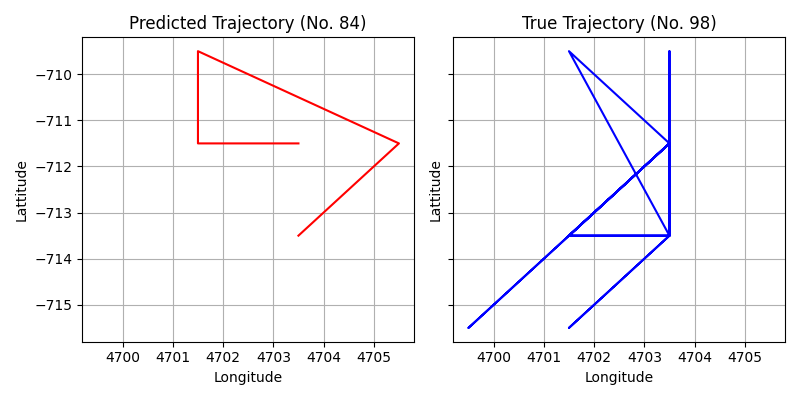 Predicted Trajectory (No. 84)
−710
−711
−712
−713
−714
−715
Lattitude
4700 4701 4702 4703 4704 4705
Longitude
True Trajectory (No. 98)
Lattitude
4700 4701 4702 4703 4704 4705
Longitude